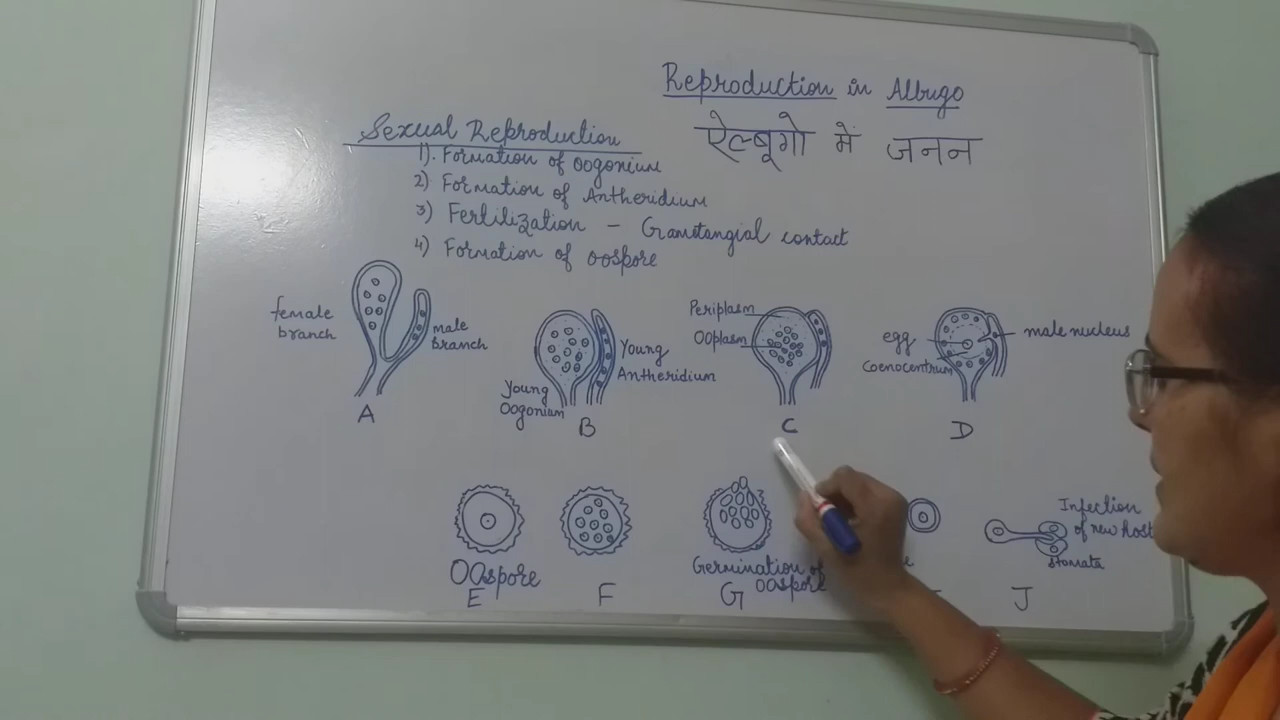 Reproduction in Albugo
ऐल्बूगो में जनन
Sexual Reproduction
1). Formation of Oogonium
2) Formation of Antheridium
3) Fertilization – Gametangial contact
4) Formation of oospore
female
branch
male
branch
A
Young
Oogonium
Young
Antheridium
B
Periplasm
Ooplasm
C
egg
Coenocentrum
male nucleus
D
OOspore
E
F
Germination of
OOspore
G
Infection
of new host
stomata
J